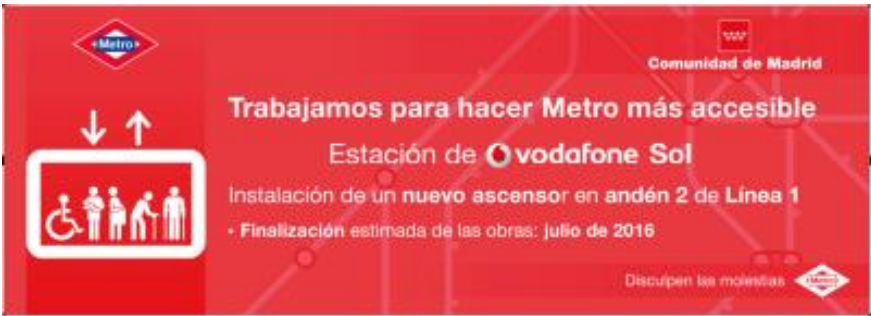 Metro
Comunidad de Madrid
Trabajamos para hacer Metro más accesible
Estación de vodafone Sol
Instalación de un nuevo ascensor en andén 2 de Línea 1
• Finalización estimada de las obras: julio de 2016
Disculpen las molestias
Metro